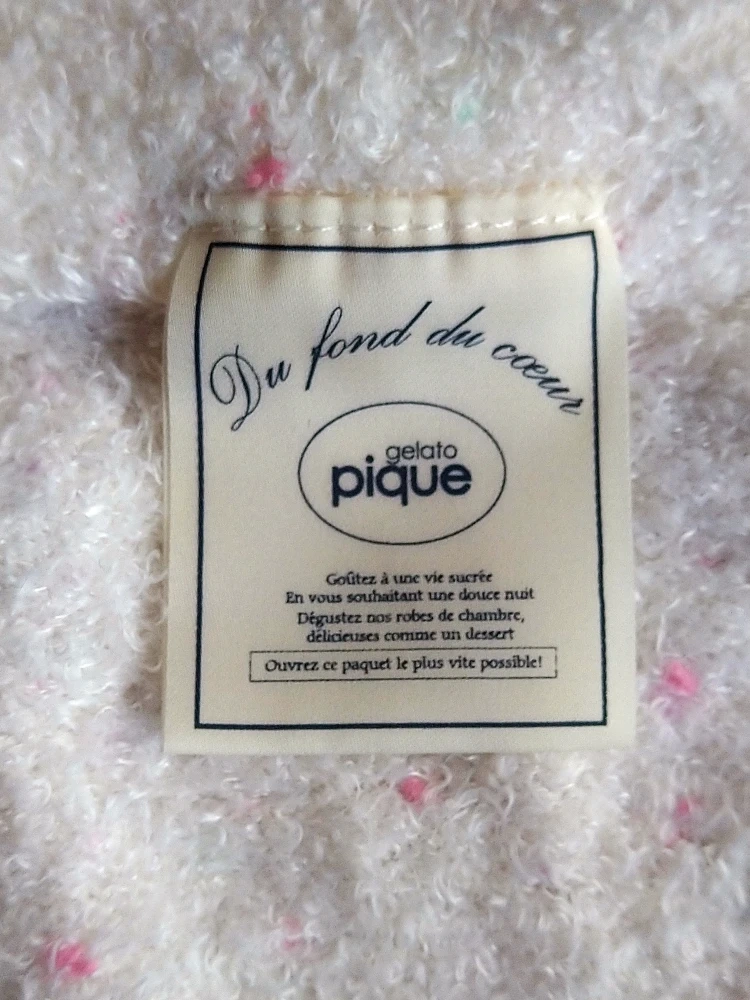 Du fond du cœur
gelato
pique
Goûtez à une vie sucrée
En vous souhaitant une douce nuit
Dégustez nos robes de chambre,
délicieuses comme un dessert
Ouvrez ce paquet le plus vite possible!